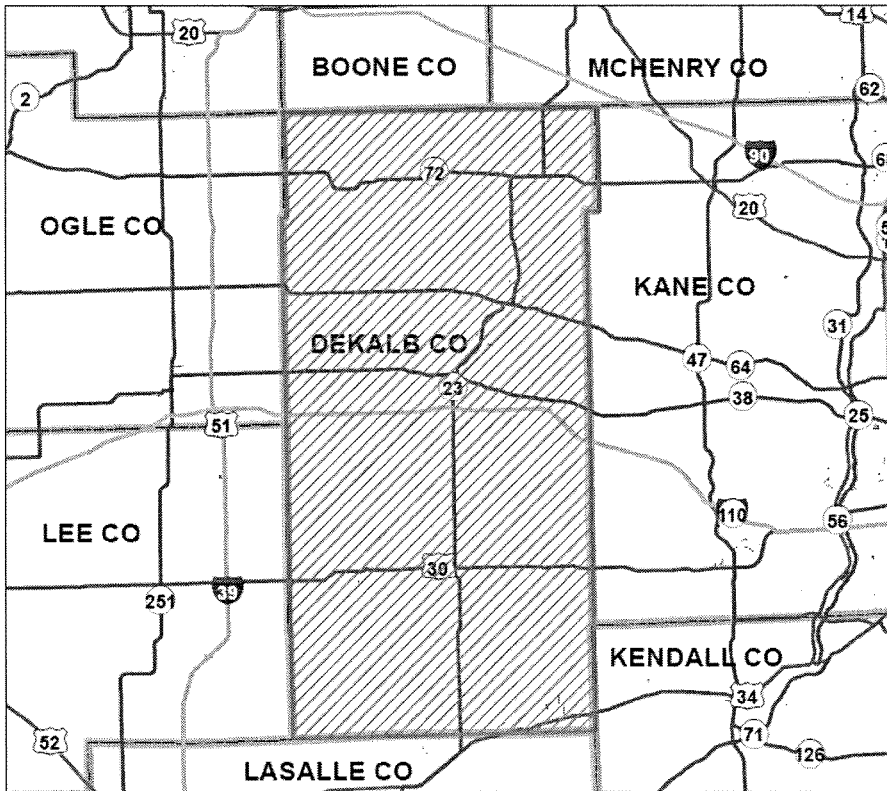 14
20
BOONE CO
MCHENRY CO
2
62
90
72
20
OGLE CO
KANE CO
31
DEKALB CO
47
64
23
38
51
25
110
56
LEE CO
30
39
251
KENDALL CO
34
52
71
126
LASALLE CO